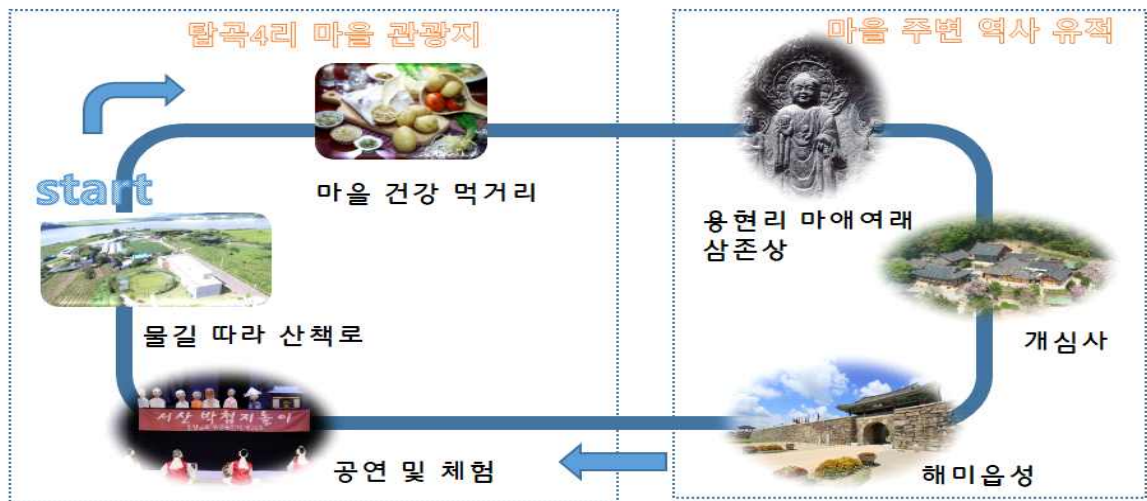 탑곡4리 마을 관광지
마을 주변 역사 유적
start
마을 건강 먹거리
용현리 마애여래
삼존상
물길 따라 산책로
개심사
서산 박첨지놀이
공연 및 체험
해미읍성